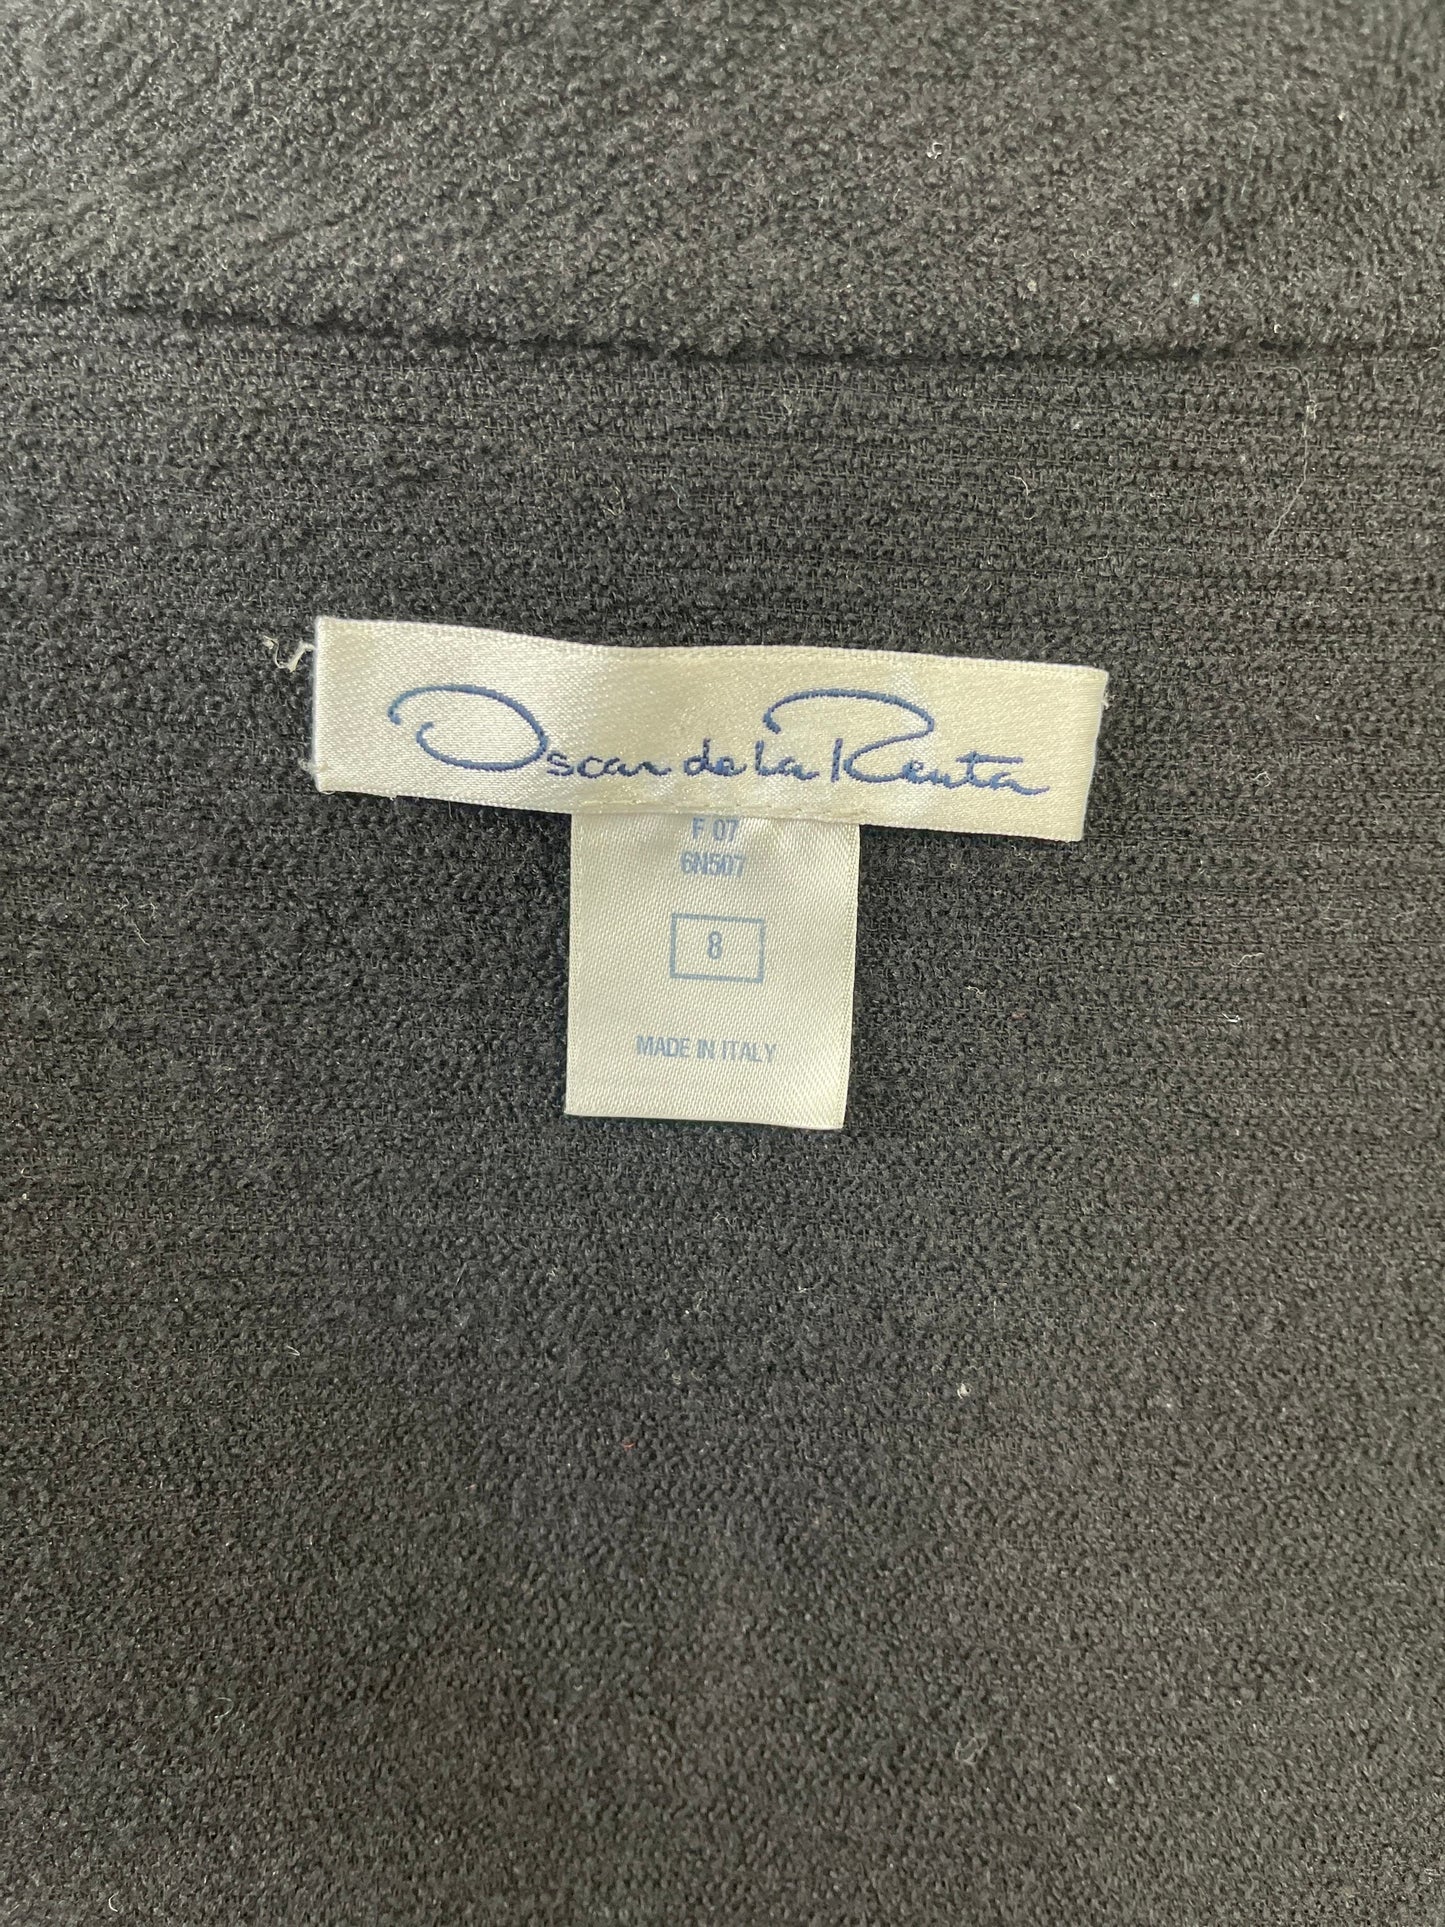 Oscar de la Renta
F 07
6N507
8
MADE IN ITALY